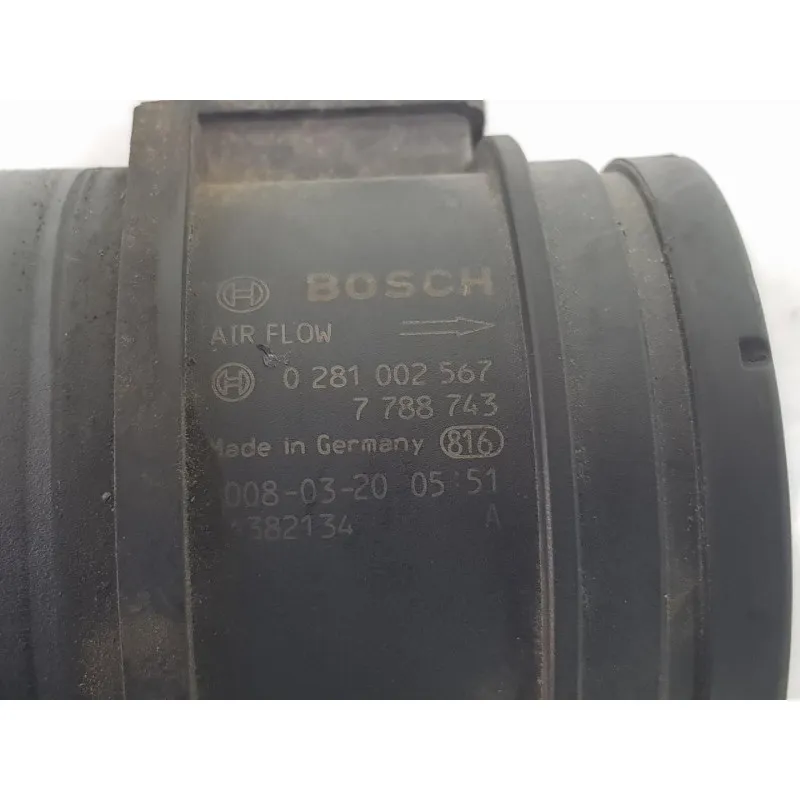 BOSCH
AIR FLOW
0 281 002 567
7 788 743
Made in Germany 816
008-03-20 05:51
382134 A